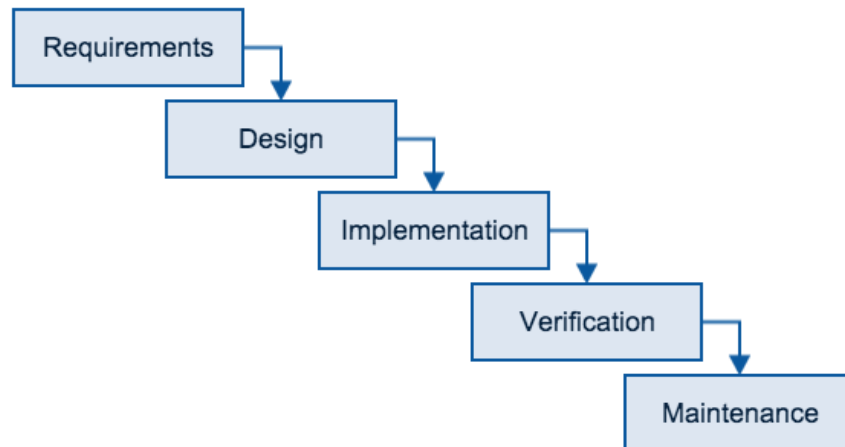 Requirements
Design
Implementation
Verification
Maintenance